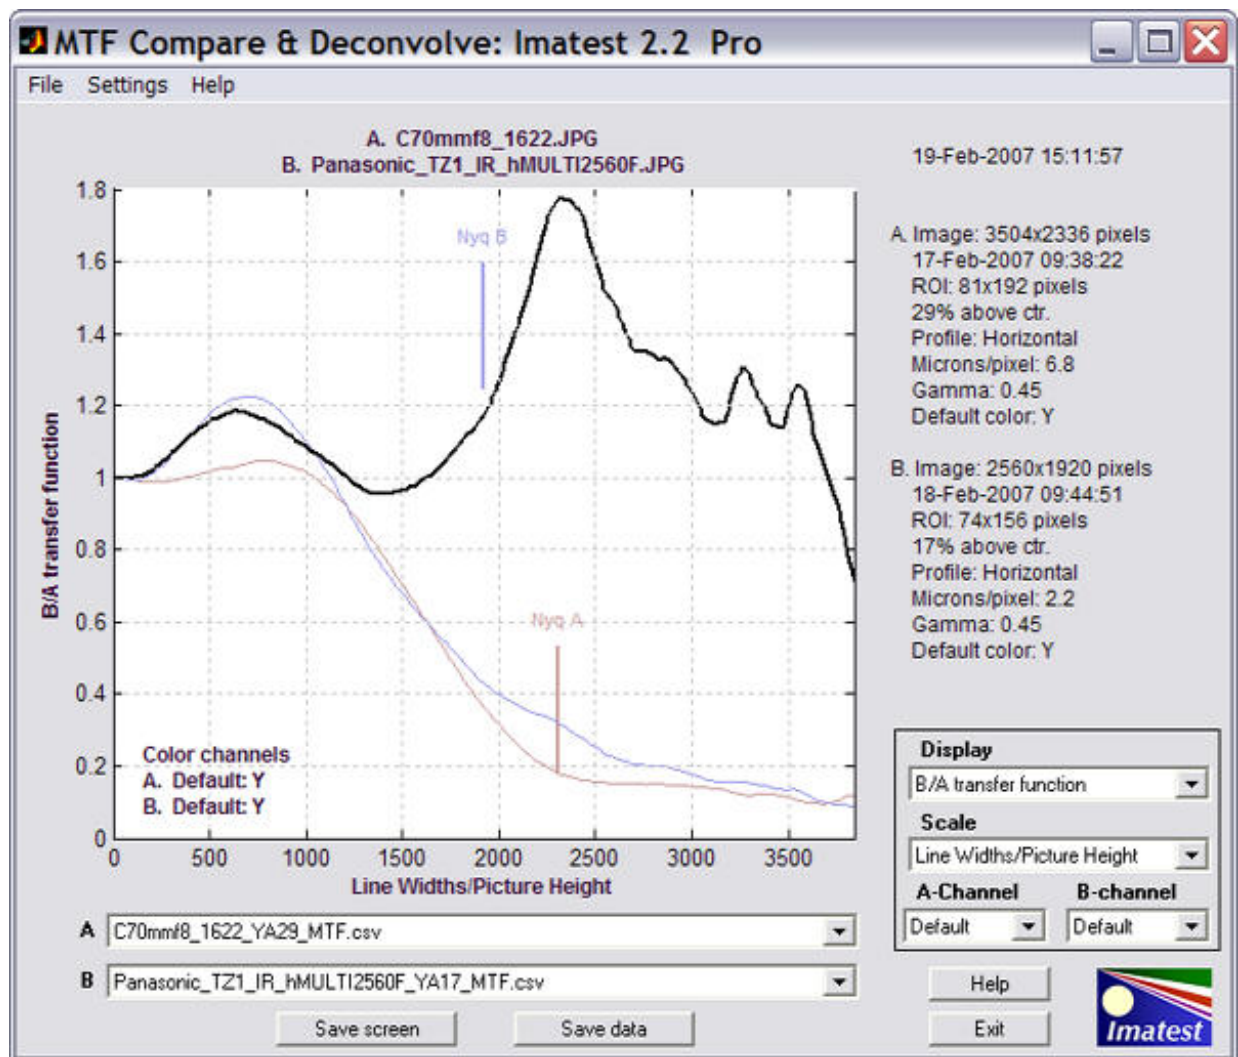 MTF Compare & Deconvolve: Imatest 2.2 Pro
File Settings Help
A. C70mmf8_1622.JPG
B. Panasonic_TZ1_IR_hMULTI2560F.JPG
19-Feb-2007 15:11:57
A. Image: 3504x2336 pixels
17-Feb-2007 09:38:22
ROI: 81x192 pixels
29% above ctr.
Profile: Horizontal
Microns/pixel: 6.8
Gamma: 0.45
Default color: Y
B. Image: 2560x1920 pixels
18-Feb-2007 09:44:51
ROI: 74x156 pixels
17% above ctr.
Profile: Horizontal
Microns/pixel: 2.2
Gamma: 0.45
Default color: Y
B/A transfer function
1.8
1.6
1.4
1.2
1
0.8
0.6
0.4
0.2
0
Nyq B
Nyq A
Color channels
A. Default: Y
B. Default: Y
0 500 1000 1500 2000 2500 3000 3500
Line Widths/Picture Height
Display
B/A transfer function
Scale
Line Widths/Picture Height
A-Channel B-channel
Default Default
A C70mmf8_1622_YA29_MTF.csv
B Panasonic_TZ1_IR_hMULTI2560F_YA17_MTF.csv
Save screen Save data
Help
Exit
Imatest